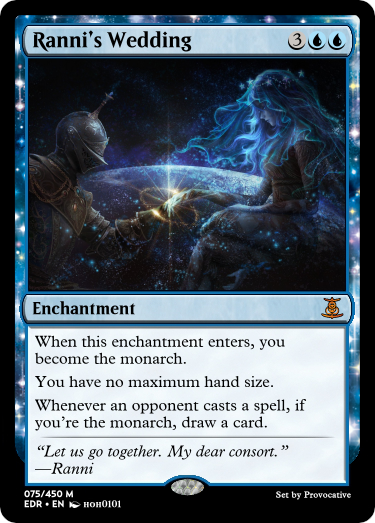 Ranni's Wedding 3
Enchantment
When this enchantment enters, you
become the monarch.
You have no maximum hand size.
Whenever an opponent casts a spell, if
you're the monarch, draw a card.
“Let us go together. My dear consort.”
—Ranni
075/450 M
EDR • EN HOH0101
Set by Provocative